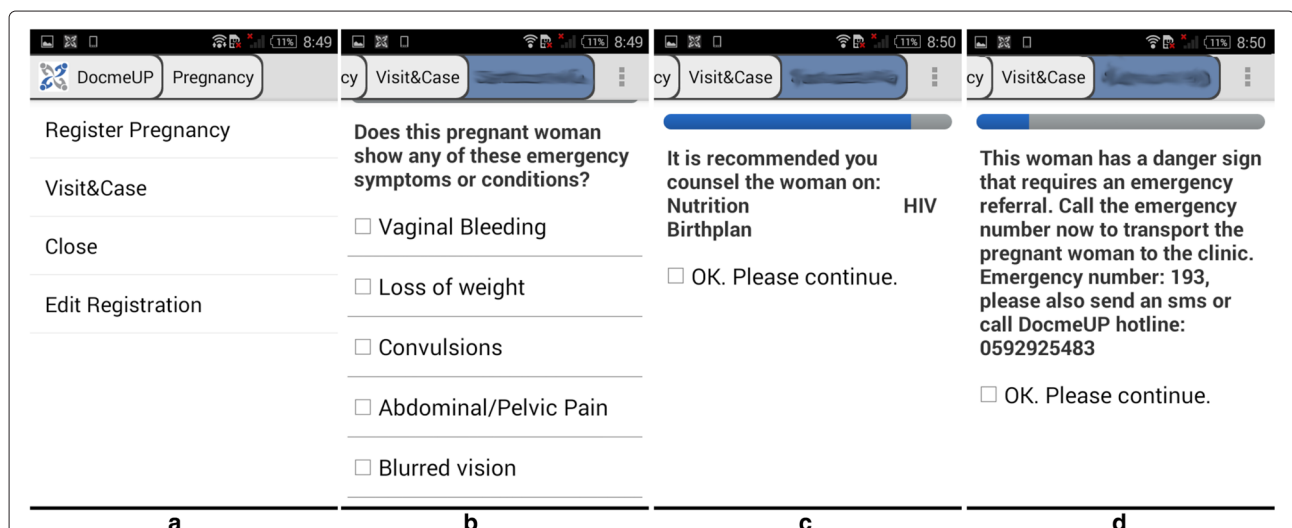 11% 8:49
DocmeUP Pregnancy
Register Pregnancy
Visit&Case
Close
Edit Registration
a
11% 8:49
cy Visit&Case
Does this pregnant woman
show any of these emergency
symptoms or conditions?
Vaginal Bleeding
Loss of weight
Convulsions
Abdominal/Pelvic Pain
Blurred vision
b
11% 8:50
cy Visit&Case
It is recommended you
counsel the woman on:
Nutrition HIV
Birthplan
OK. Please continue.
c
11% 8:50
cy Visit&Case
This woman has a danger sign
that requires an emergency
referral. Call the emergency
number now to transport the
pregnant woman to the clinic.
Emergency number: 193,
please also send an sms or
call DocmeUP hotline:
0592925483
OK. Please continue.
d